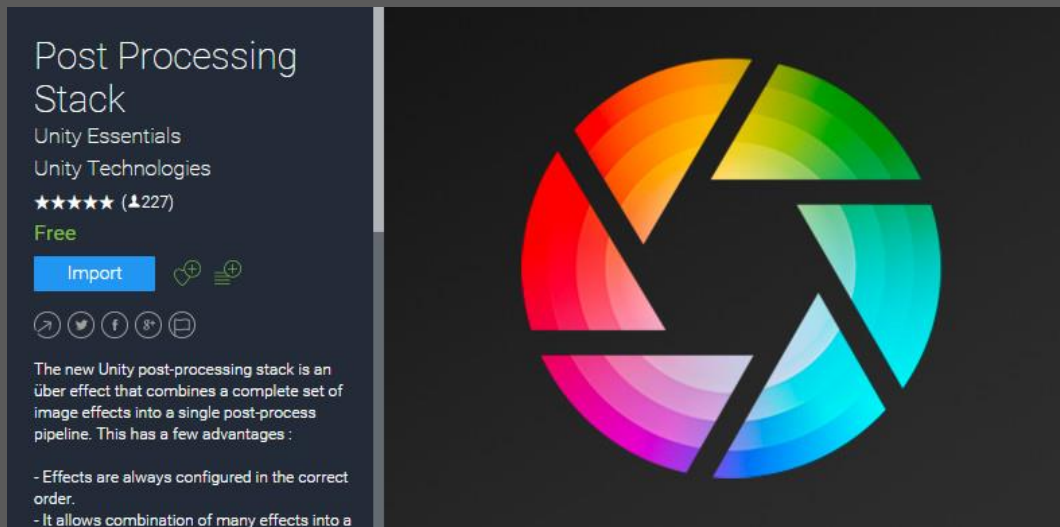 Post Processing
Stack
Unity Essentials
Unity Technologies
★★★★★ (227)
Free
Import
The new Unity post-processing stack is an
über effect that combines a complete set of
image effects into a single post-process
pipeline. This has a few advantages :
- Effects are always configured in the correct
order.
- It allows combination of many effects into a